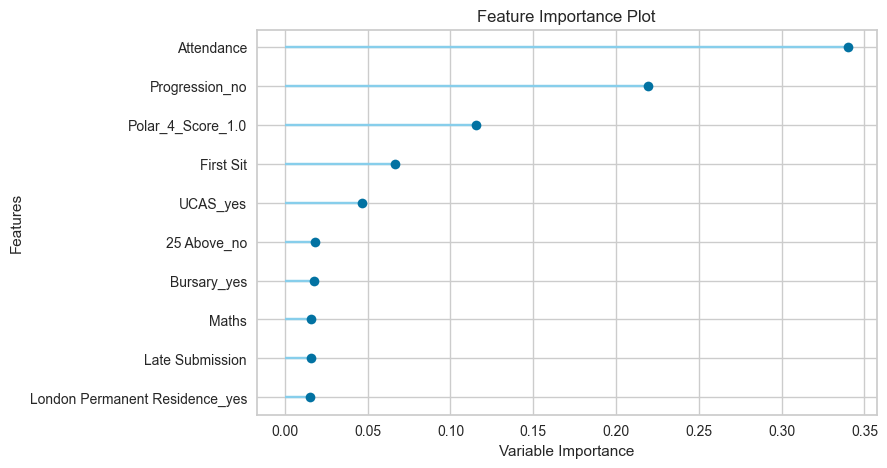 Feature Importance Plot
Features
Attendance
Progression_no
Polar_4_Score_1.0
First Sit
UCAS_yes
25 Above_no
Bursary_yes
Maths
Late Submission
London Permanent Residence_yes
0.00 0.05 0.10 0.15 0.20 0.25 0.30 0.35
Variable Importance